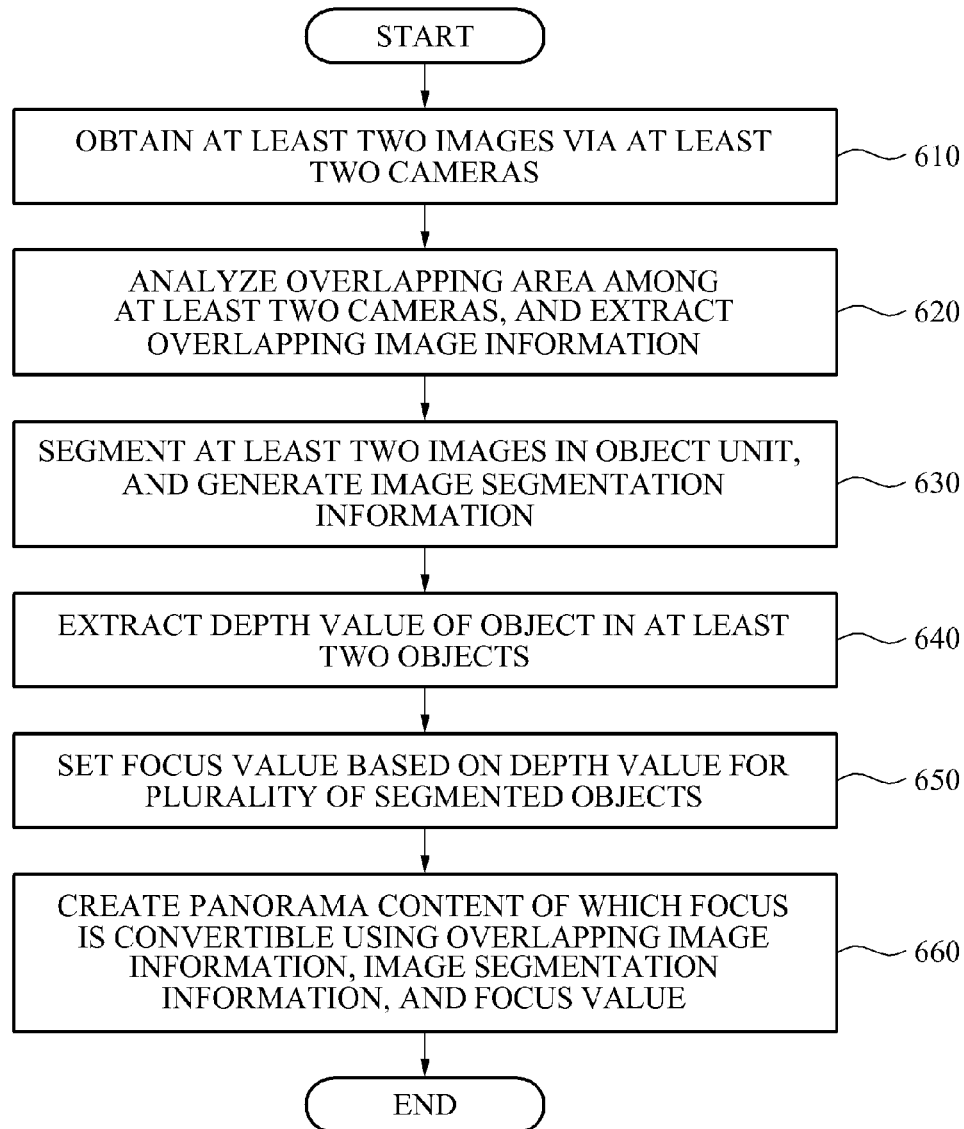 START
OBTAIN AT LEAST TWO IMAGES VIA AT LEAST
TWO CAMERAS
610
ANALYZE OVERLAPPING AREA AMONG
AT LEAST TWO CAMERAS, AND EXTRACT
OVERLAPPING IMAGE INFORMATION
620
SEGMENT AT LEAST TWO IMAGES IN OBJECT UNIT,
AND GENERATE IMAGE SEGMENTATION
INFORMATION
630
EXTRACT DEPTH VALUE OF OBJECT IN AT LEAST
TWO OBJECTS
640
SET FOCUS VALUE BASED ON DEPTH VALUE FOR
PLURALITY OF SEGMENTED OBJECTS
650
CREATE PANORAMA CONTENT OF WHICH FOCUS
IS CONVERTIBLE USING OVERLAPPING IMAGE
INFORMATION, IMAGE SEGMENTATION
INFORMATION, AND FOCUS VALUE
660
END